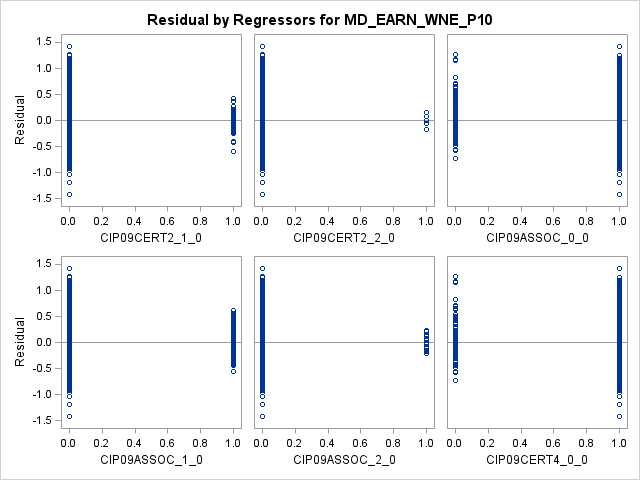 Residual by Regressors for MD_EARN_WNE_P10
1.5
1.0
0.5
0.0
-0.5
-1.0
-1.5
Residual
0.0 0.2 0.4 0.6 0.8 1.0
0.0 0.2 0.4 0.6 0.8 1.0
0.0 0.2 0.4 0.6 0.8 1.0
CIP09CERT2_1_0
CIP09CERT2_2_0
CIP09ASSOC_0_0
1.5
1.0
0.5
0.0
-0.5
-1.0
-1.5
Residual
0.0 0.2 0.4 0.6 0.8 1.0
0.0 0.2 0.4 0.6 0.8 1.0
0.0 0.2 0.4 0.6 0.8 1.0
CIP09ASSOC_1_0
CIP09ASSOC_2_0
CIP09CERT4_0_0